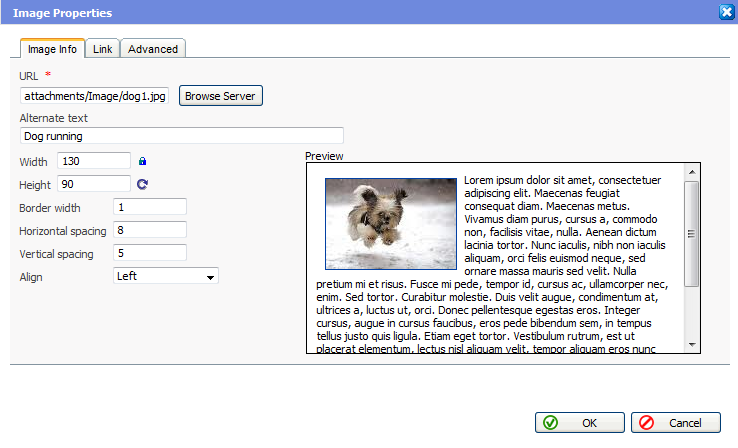 Image Properties
Image Info Link Advanced
URL *
attachments/Image/dog1.jpg Browse Server
Alternate text
Dog running
Width 130
Height 90
Border width 1
Horizontal spacing 8
Vertical spacing 5
Align Left
Preview
Lorem ipsum dolor sit amet, consectetuer
adipiscing elit. Maecenas feugiat
consequat diam. Maecenas metus.
Vivamus diam purus, cursus a, commodo
non, facilisis vitae, nulla. Aenean dictum
lacinia tortor. Nunc iaculis, nibh non iaculis
aliquam, orci felis euismod neque, sed
ornare massa mauris sed velit. Nulla
pretium mi et risus. Fusce mi pede, tempor id, cursus ac, ullamcorper nec,
enim. Sed tortor. Curabitur molestie. Duis velit augue, condimentum at,
ultrices a, luctus ut, orci. Donec pellentesque egestas eros. Integer
cursus, augue in cursus faucibus, eros pede bibendum sem, in tempus
tellus justo quis ligula. Etiam eget tortor. Vestibulum rutrum, est ut
placerat elementum, lectus nisl aliquam velit, tempor aliquam eros nunc
OK Cancel